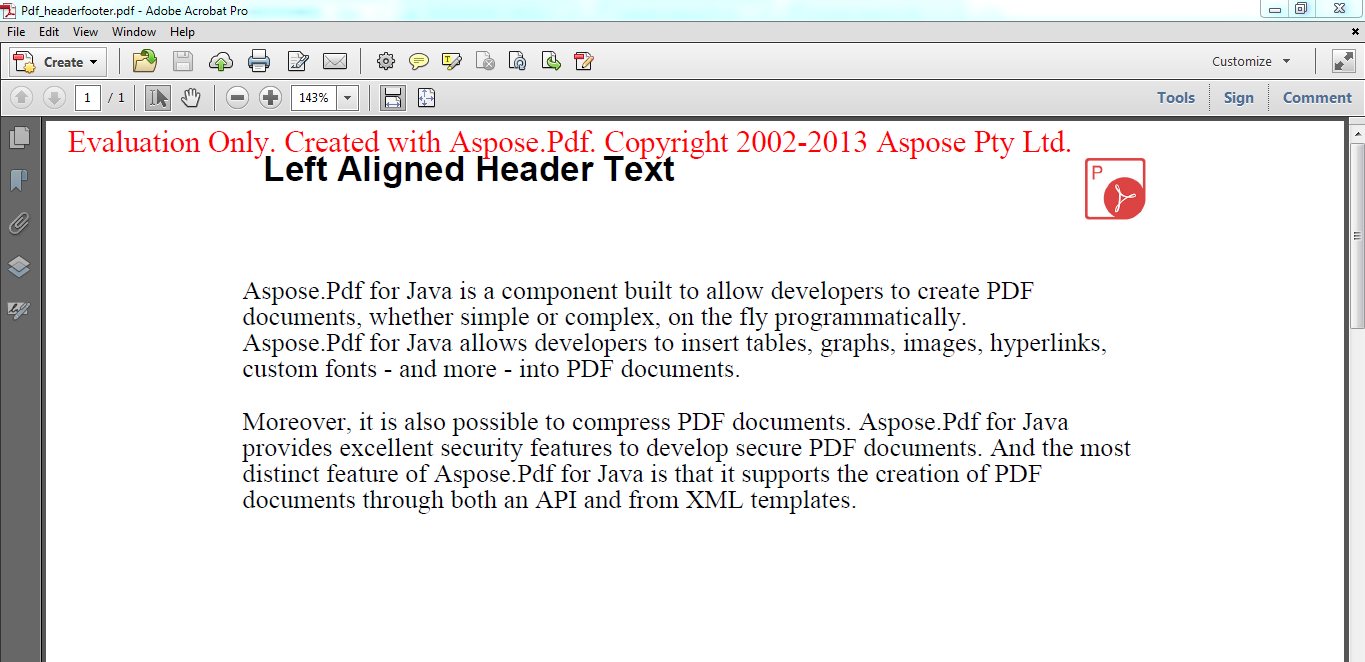 Pdf_headerfooter.pdf - Adobe Acrobat Pro
File Edit View Window Help
Create Customize
1 / 1 143% Tools Sign Comment
Evaluation Only. Created with Aspose.Pdf. Copyright 2002-2013 Aspose Pty Ltd.
Left Aligned Header Text
P
Aspose.Pdf for Java is a component built to allow developers to create PDF
documents, whether simple or complex, on the fly programmatically.
Aspose.Pdf for Java allows developers to insert tables, graphs, images, hyperlinks,
custom fonts - and more - into PDF documents.
Moreover, it is also possible to compress PDF documents. Aspose.Pdf for Java
provides excellent security features to develop secure PDF documents. And the most
distinct feature of Aspose.Pdf for Java is that it supports the creation of PDF
documents through both an API and from XML templates.